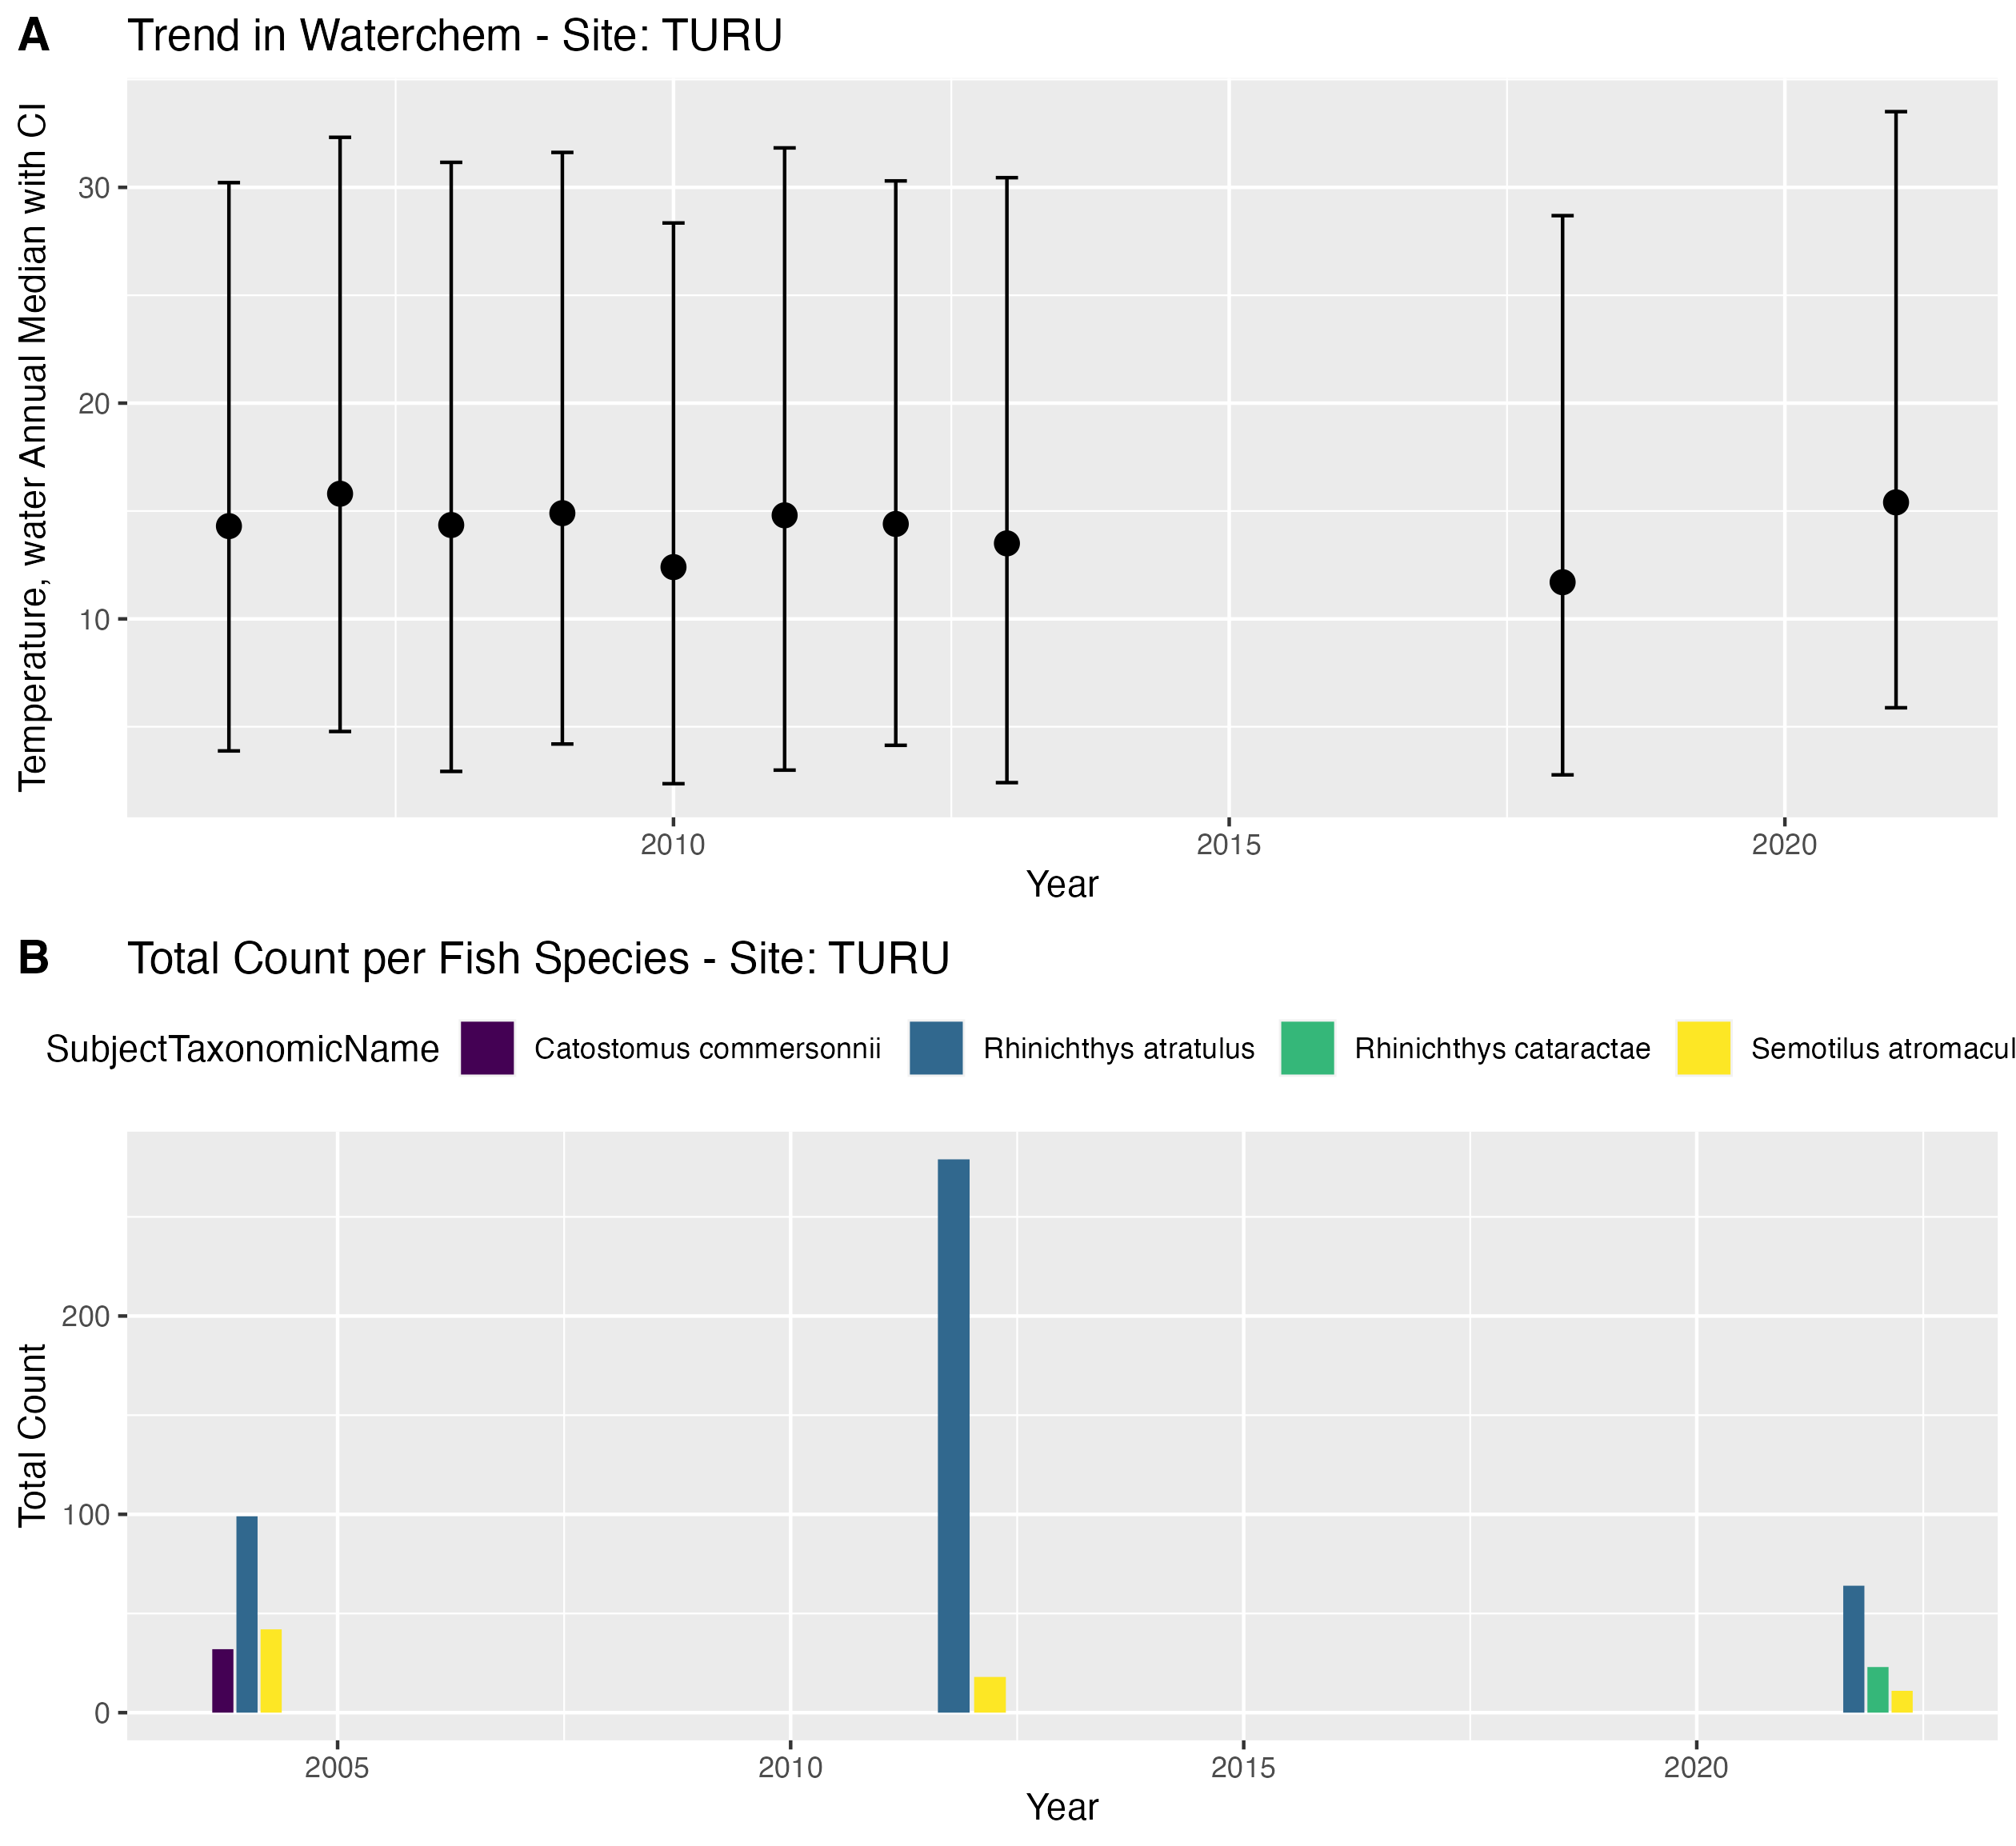 A Trend in Waterchem - Site: TURU
Temperature, water Annual Median with CI
30
20
10
2010 2015 2020
Year
B Total Count per Fish Species - Site: TURU
SubjectTaxonomicName Catostomus commersonnii Rhinichthys atratulus Rhinichthys cataractae Semotilus atromacul
Total Count
200
100
0
2005 2010 2015 2020
Year